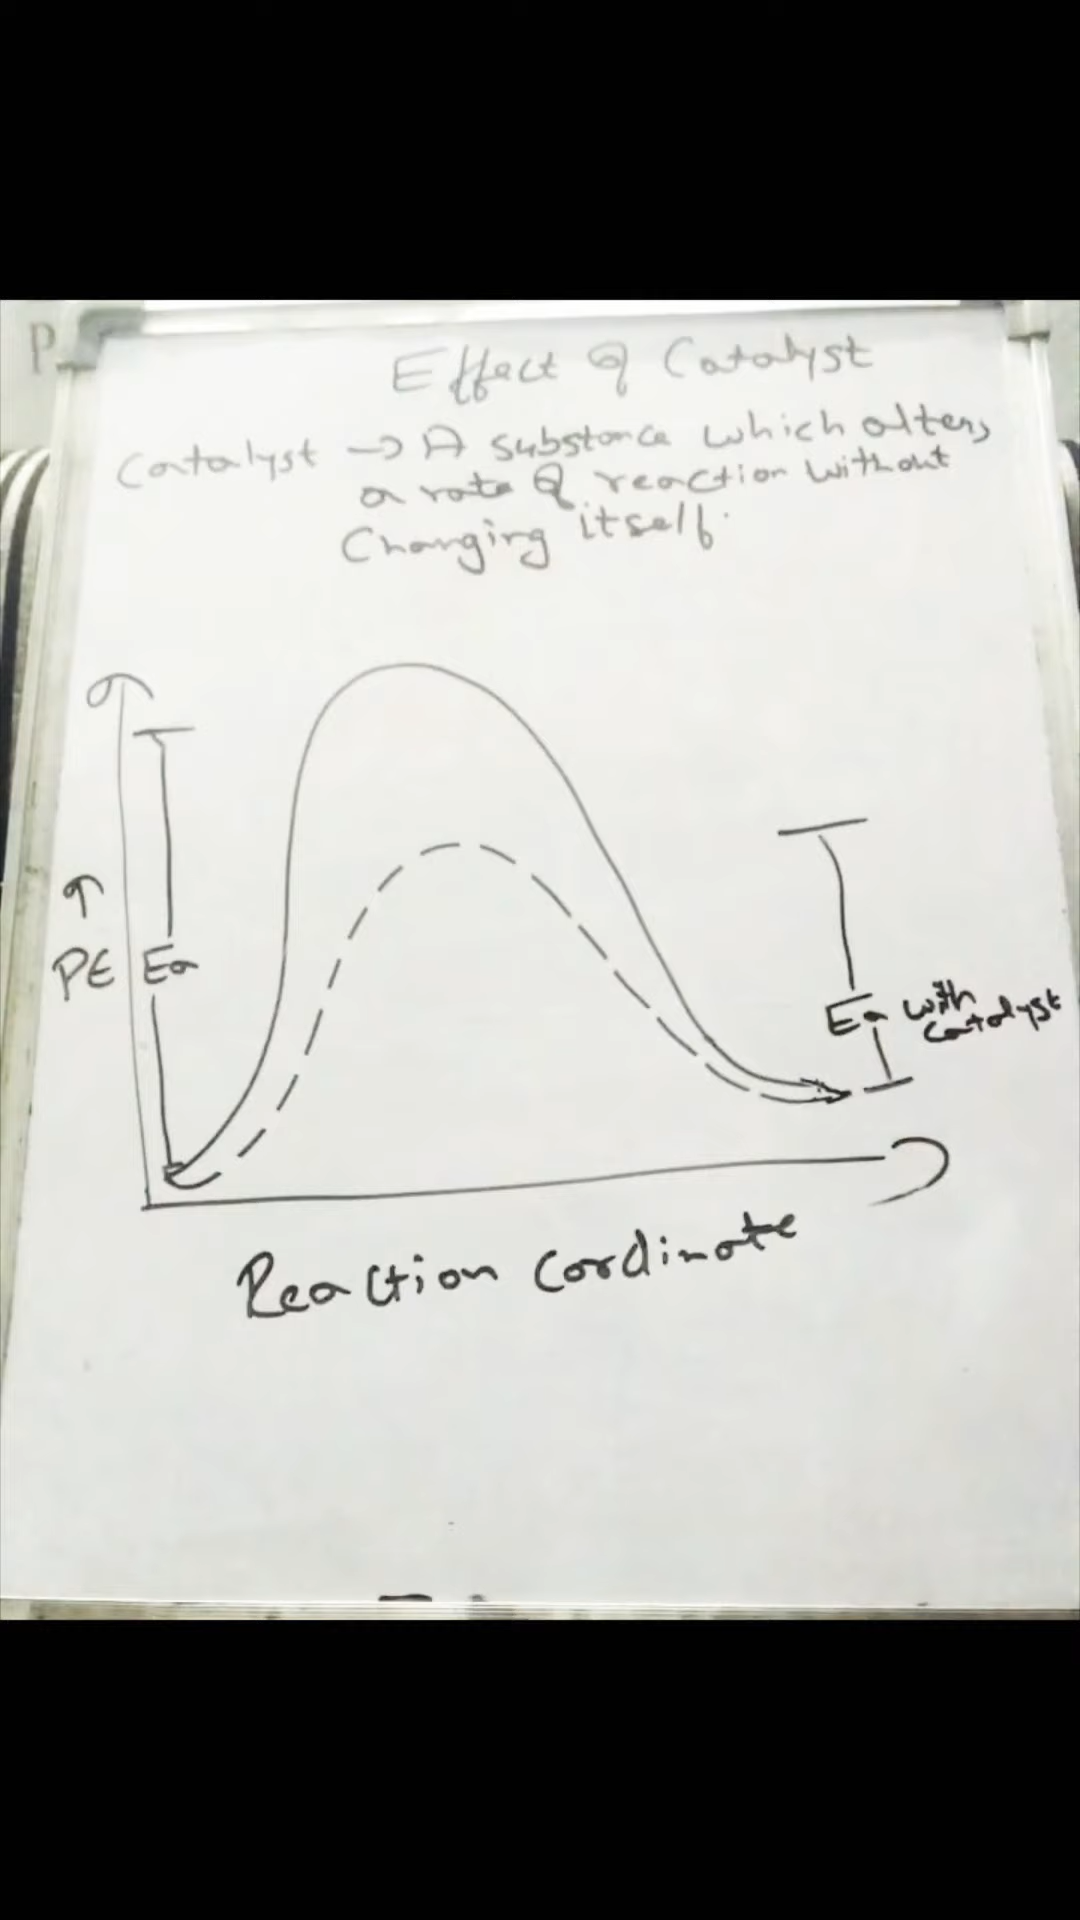 P
Effect of Catalyst
Catalyst → A substance which alters
a rate of reaction without
Changing itself.
↑
PE
Ea
Ea with
Catalyst
Reaction Cordinate